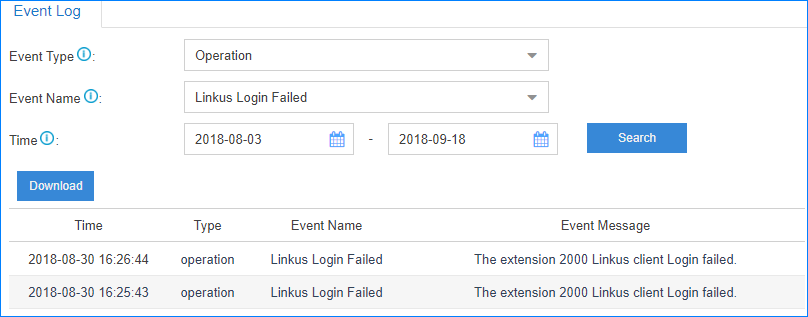 Event Log
Event Type i: Operation
Event Name i: Linkus Login Failed
Time i: 2018-08-03 - 2018-09-18 Search
Download
Time Type Event Name Event Message
2018-08-30 16:26:44 operation Linkus Login Failed The extension 2000 Linkus client Login failed.
2018-08-30 16:25:43 operation Linkus Login Failed The extension 2000 Linkus client Login failed.